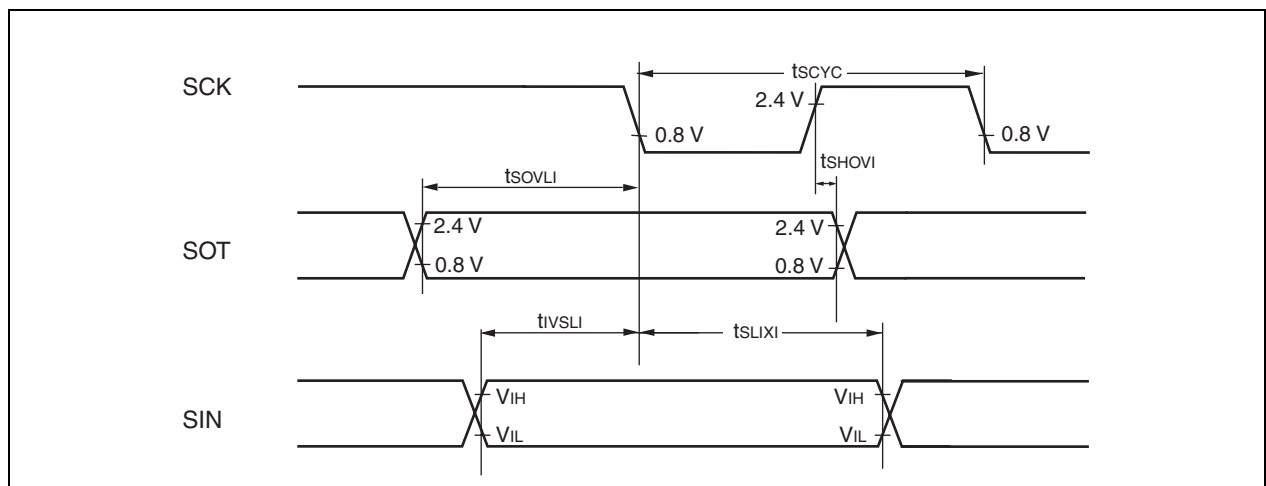 SCK
tSCYC
2.4 V
0.8 V
0.8 V
tSHOVI
tSOVLI
SOT
2.4 V
2.4 V
0.8 V
0.8 V
tIVSLI
tSLIXI
SIN
VIH
VIH
VIL
VIL